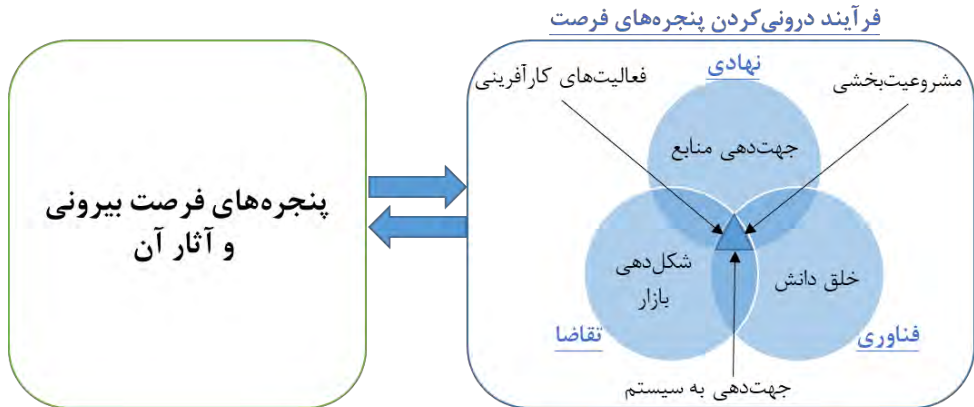 فرآیند درونی‌کردن پنجره‌های فرصت
نهادی
مشروعیت‌بخشی
فعالیت‌های کارآفرینی
جهت‌دهی منابع
پنجره‌های فرصت بیرونی
و آثار آن
خلق دانش
شکل‌دهی
بازار
فناوری
تقاضا
جهت‌دهی به سیستم